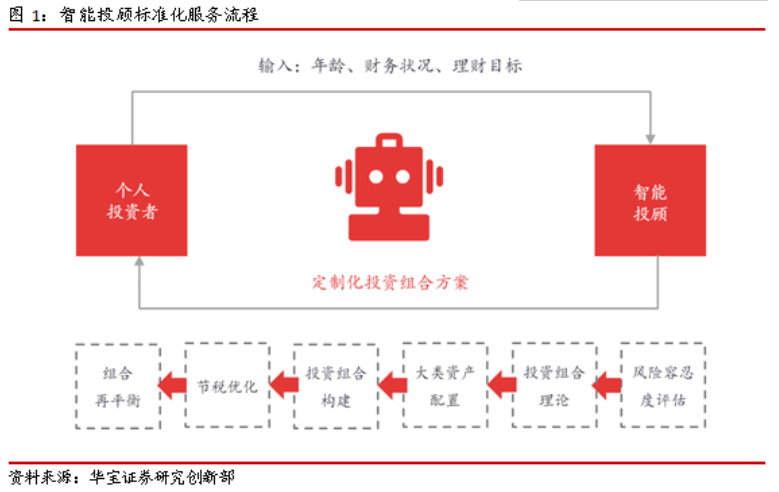 图 1：智能投顾标准化服务流程
输入：年龄、财务状况、理财目标
个人
投资者
智能
投顾
定制化投资组合方案
组合
再平衡
节税优化
投资组合
构建
大类资产
配置
投资组合
理论
风险容忍
度评估
资料来源：华宝证券研究创新部